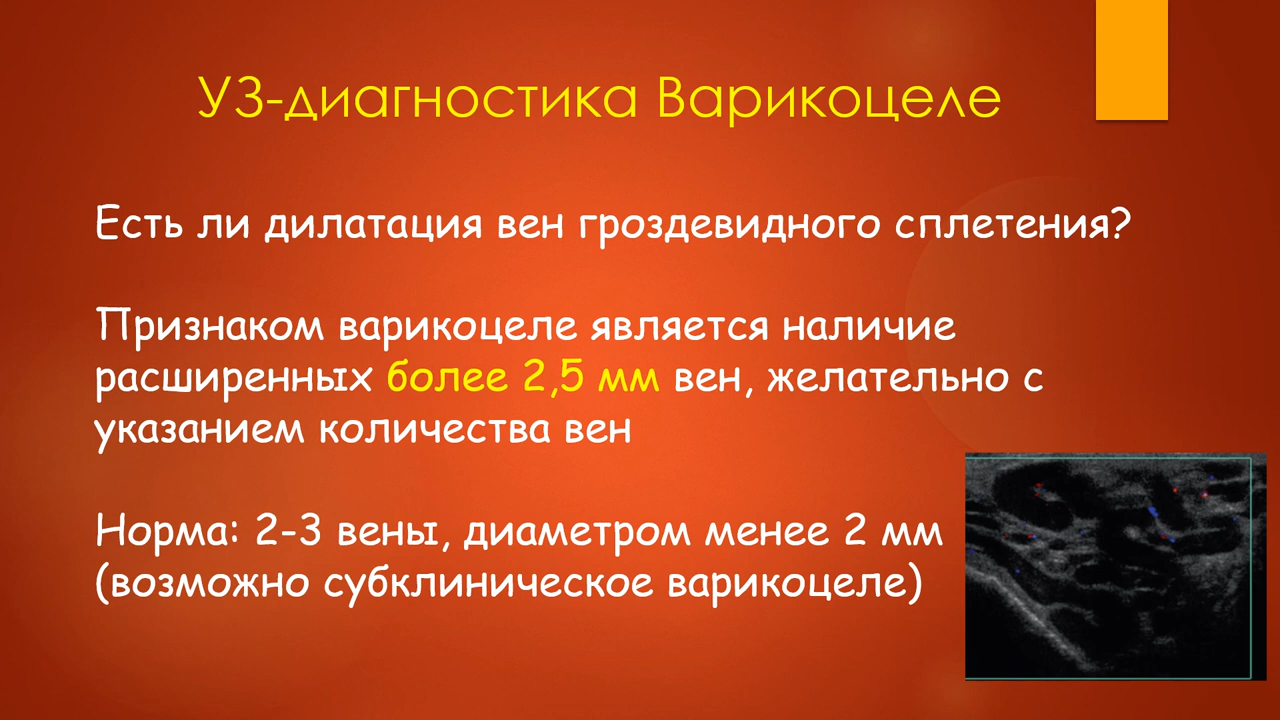 УЗ-диагностика Варикоцеле
Есть ли дилатация вен гроздевидного сплетения?
Признаком варикоцеле является наличие
расширенных более 2,5 мм вен, желательно с
указанием количества вен
Норма: 2-3 вены, диаметром менее 2 мм
(возможно субклиническое варикоцеле)